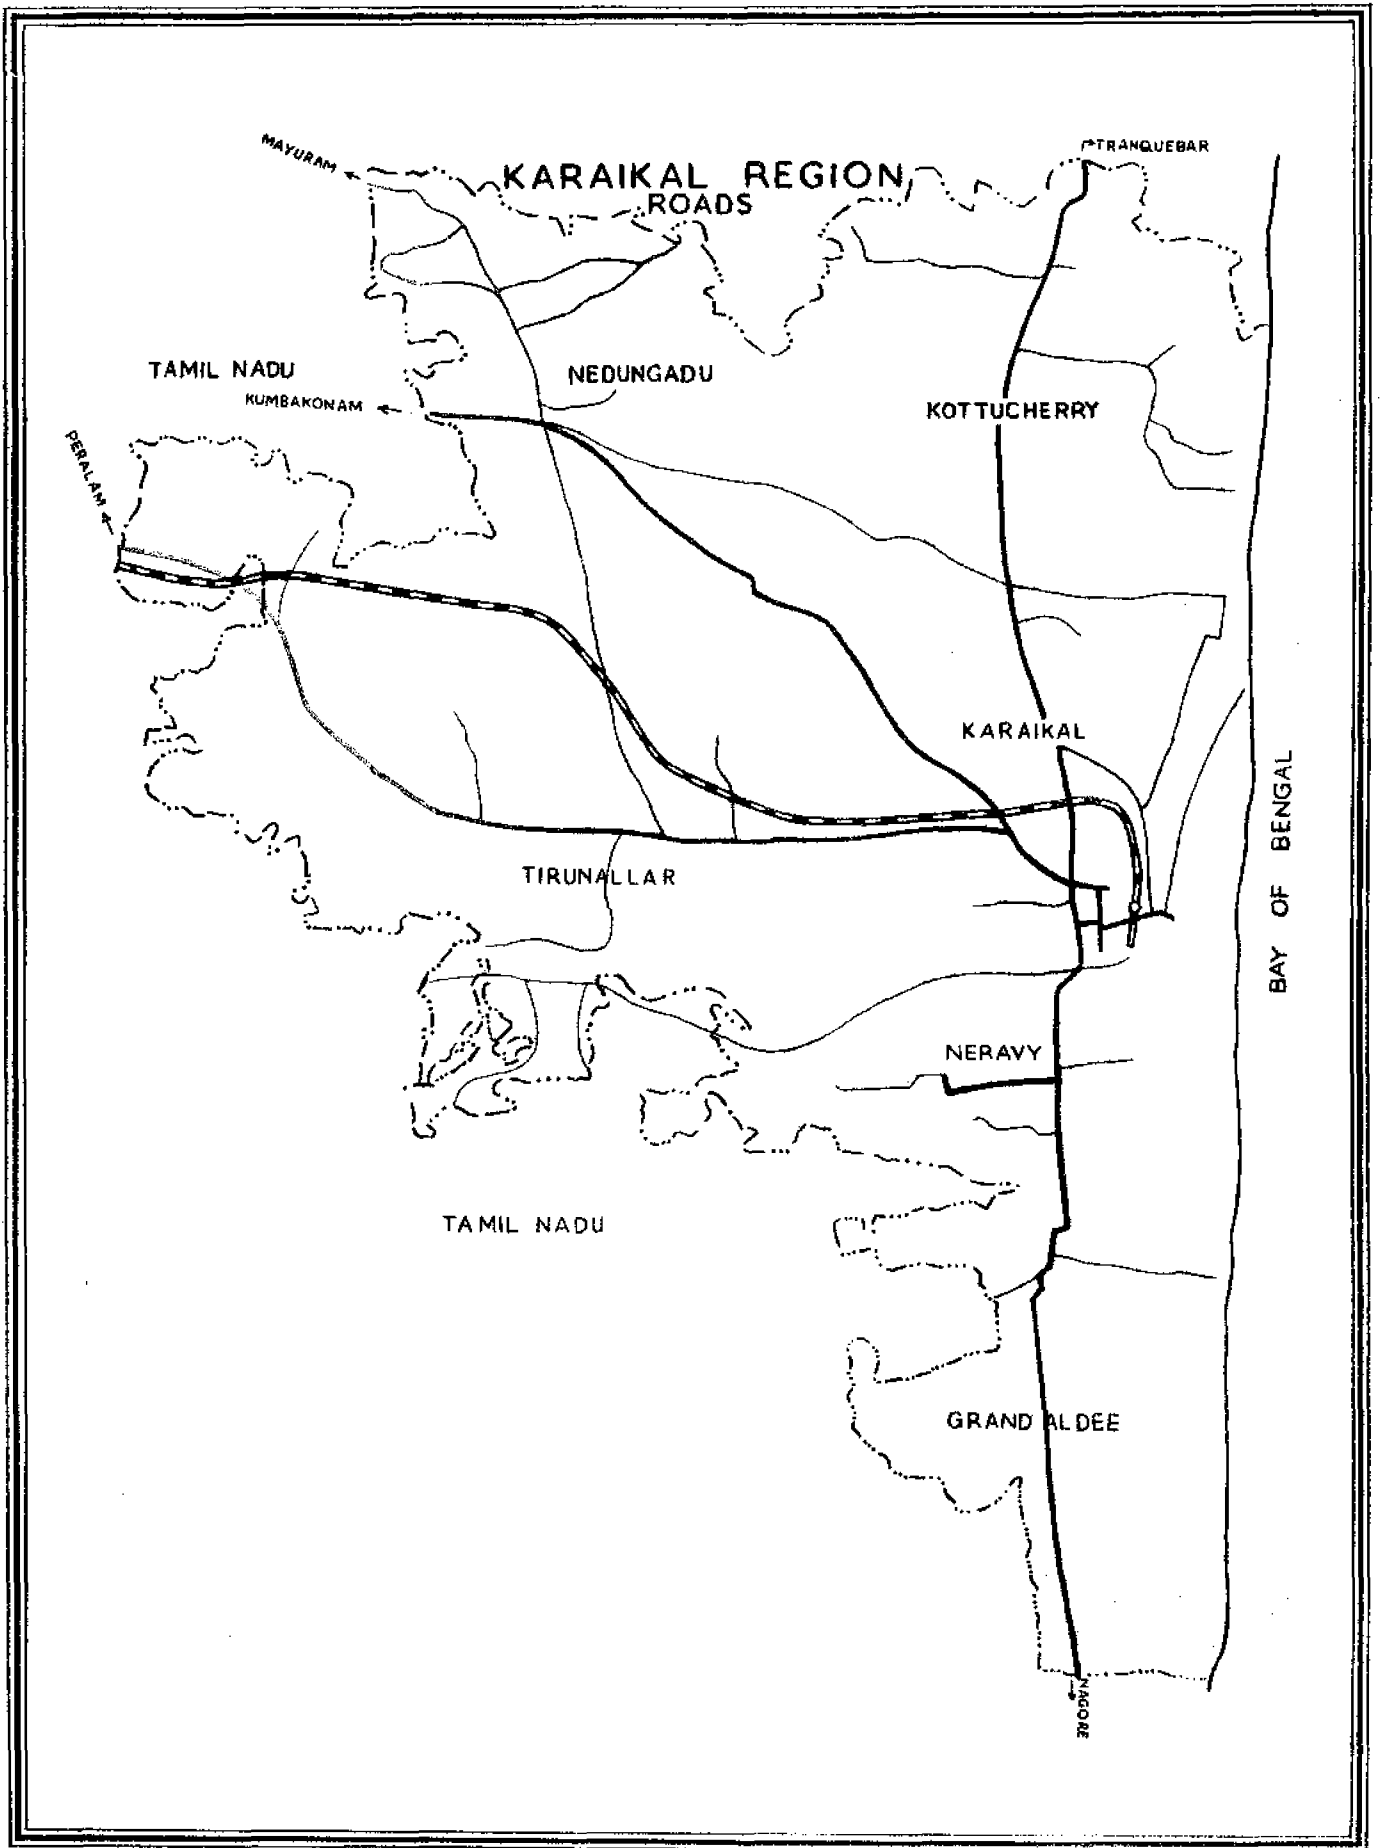 MAYURAM
TRANQUEBAR
KARAIKAL REGION
ROADS
TAMIL NADU
NEDUNGADU
KUMBAKONAM
KOTTUCHERRY
PERALAM
KARAIKAL
BAY OF BENGAL
TIRUNALLAR
NERAVY
TAMIL NADU
GRAND ALDEE
NAGORE